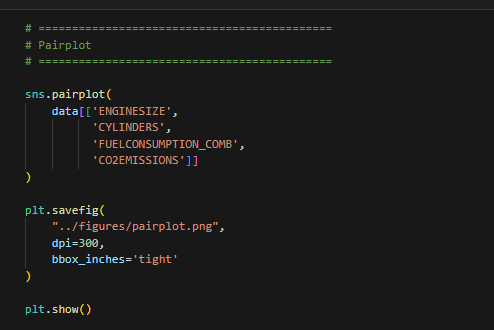 # ===========================================
# Pairplot
# ===========================================
sns.pairplot(
    data[['ENGINESIZE',
          'CYLINDERS',
          'FUELCONSUMPTION_COMB',
          'CO2EMISSIONS']]
)
plt.savefig(
    "../figures/pairplot.png",
    dpi=300,
    bbox_inches='tight'
)
plt.show()